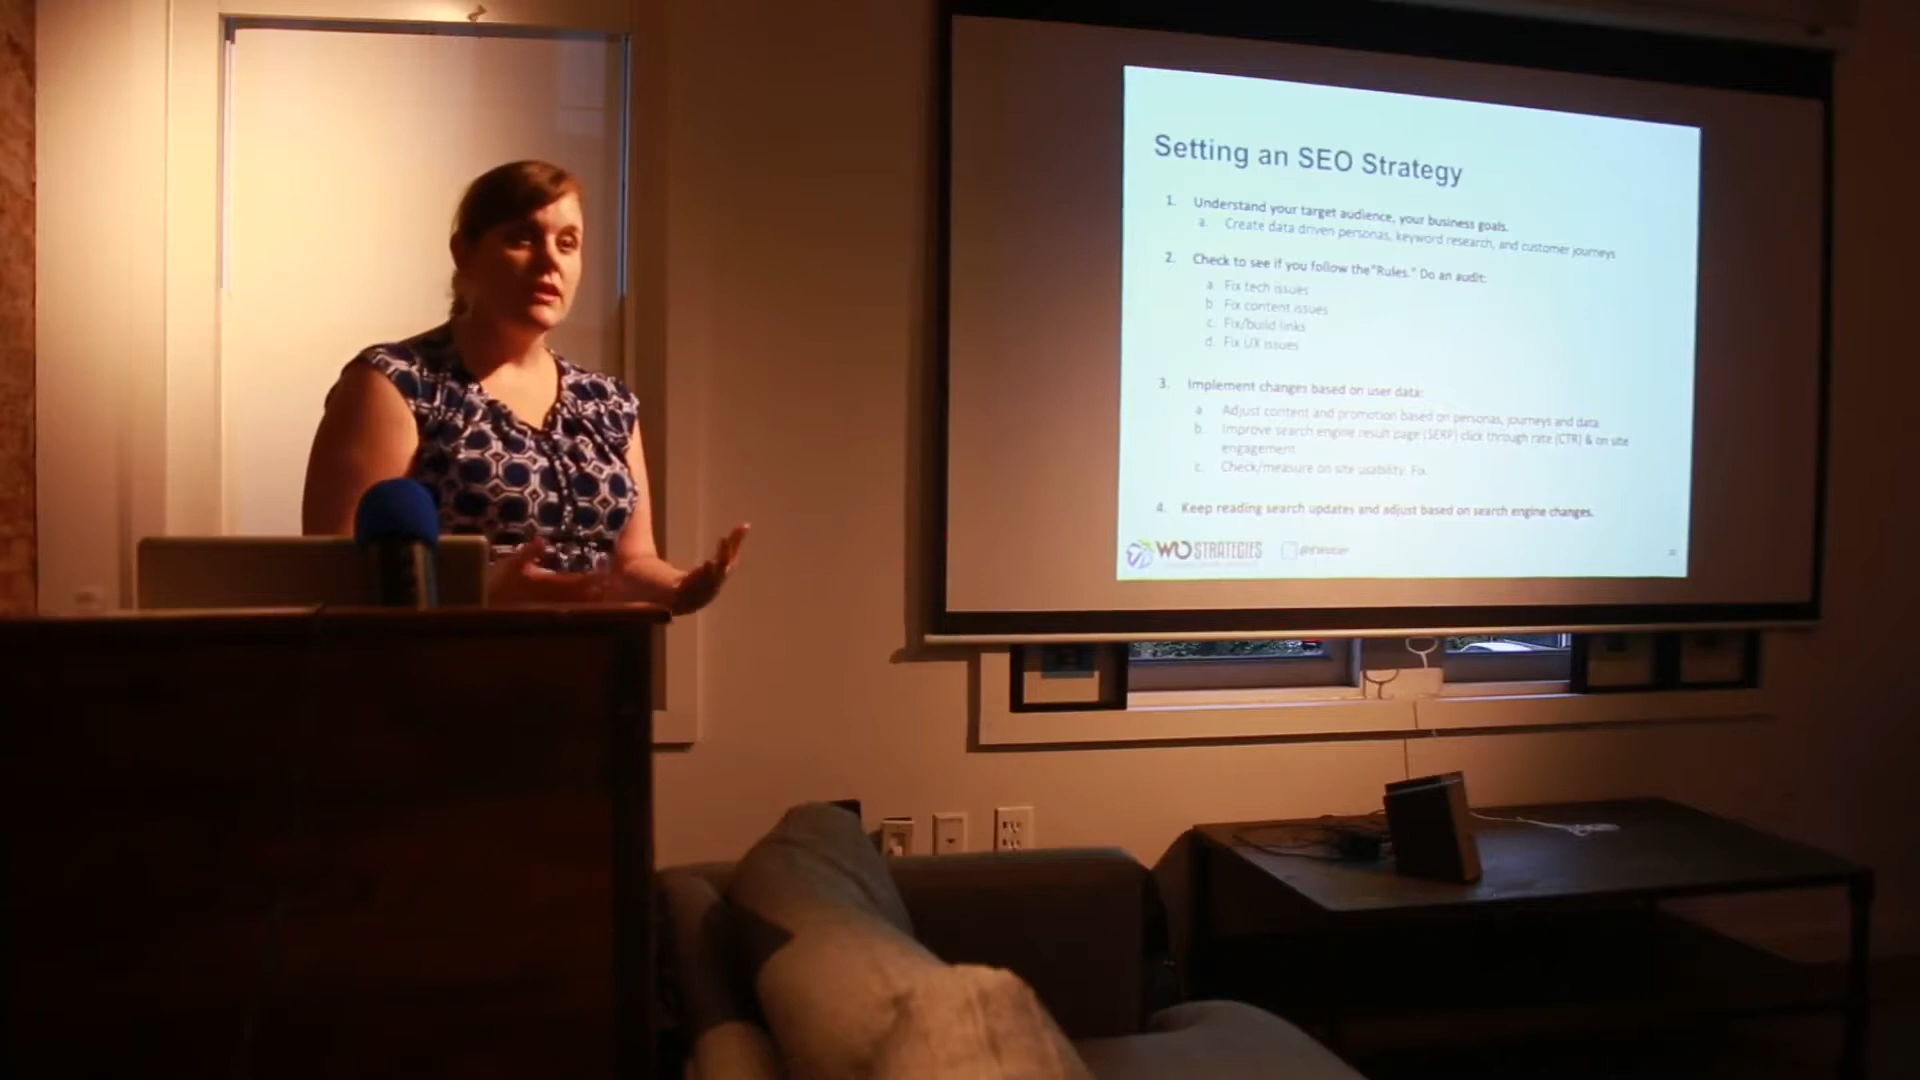 Setting an SEO Strategy
1. Understand your target audience, your business goals.
a. Create data driven personas, keyword research, and customer journeys
2. Check to see if you follow the "Rules." Do an audit:
a Fix tech issues
b Fix content issues
c. Fix/build links
d. Fix UX issues
3. Implement changes based on user data:
a Adjust content and promotion based on personas, journeys and data
b. Improve search engine result page (SERP) click through rate (CTR) & on site
engagement
c. Check/measure on site usability. Fix.
4. Keep reading search updates and adjust based on search engine changes.
WO STRATEGIES